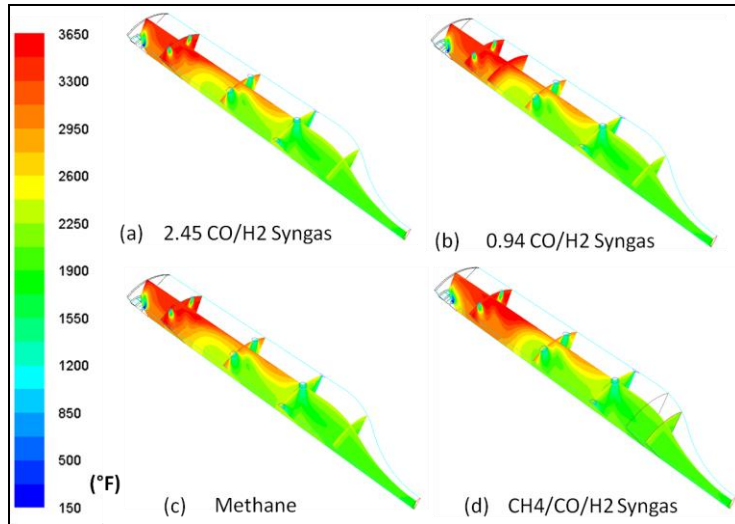 3650
3300
2950
2600
2250
1900
1550
1200
850
500
150
(°F)
(a) 2.45 CO/H2 Syngas
(b) 0.94 CO/H2 Syngas
(c) Methane
(d) CH4/CO/H2 Syngas